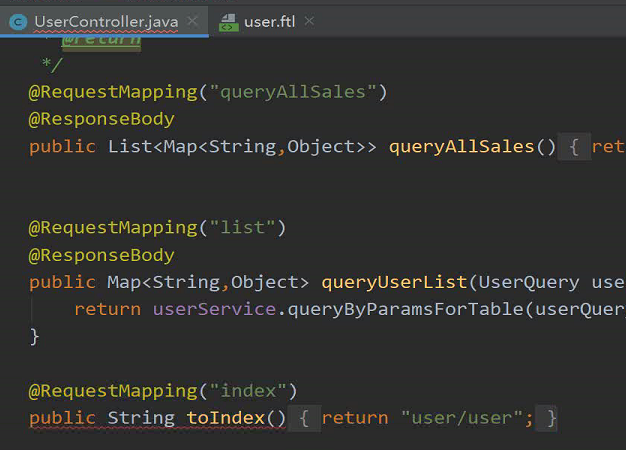 UserController.java user.ftl
* @return
*/
@RequestMapping("queryAllSales")
@ResponseBody
public List<Map<String,Object>> queryAllSales() { ret
@RequestMapping("list")
@ResponseBody
public Map<String,Object> queryUserList(UserQuery use
return userService.queryByParamsForTable(userQuer
}
@RequestMapping("index")
public String toIndex() { return "user/user"; }